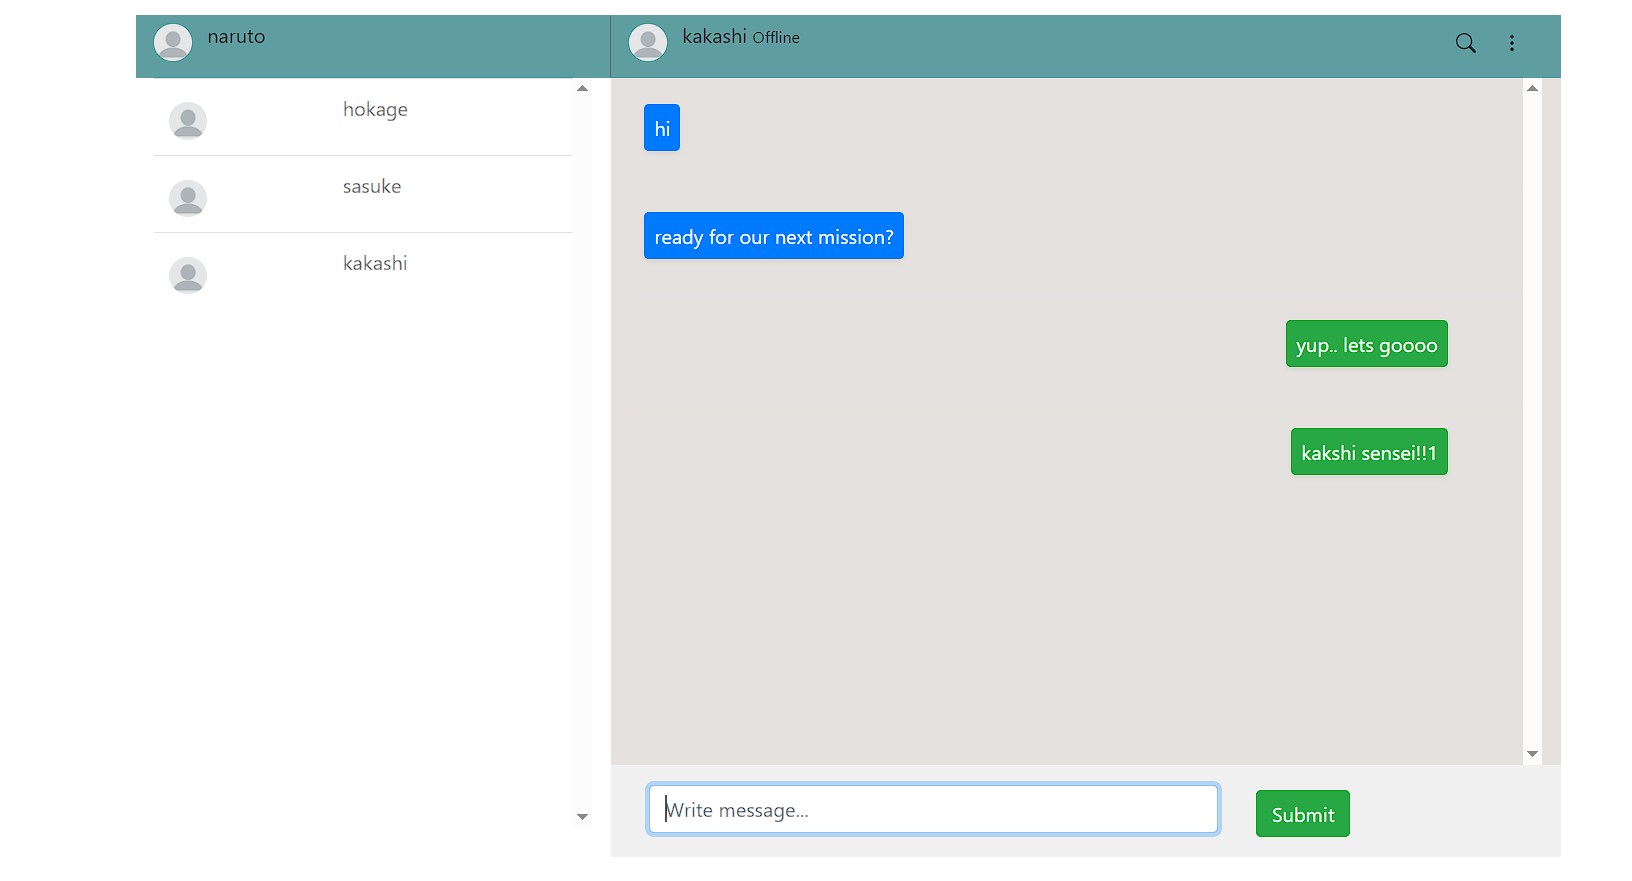 naruto
kakashi Offline
hokage
sasuke
kakashi
hi
ready for our next mission?
yup.. lets goooo
kakshi sensei!!1
Write message...
Submit